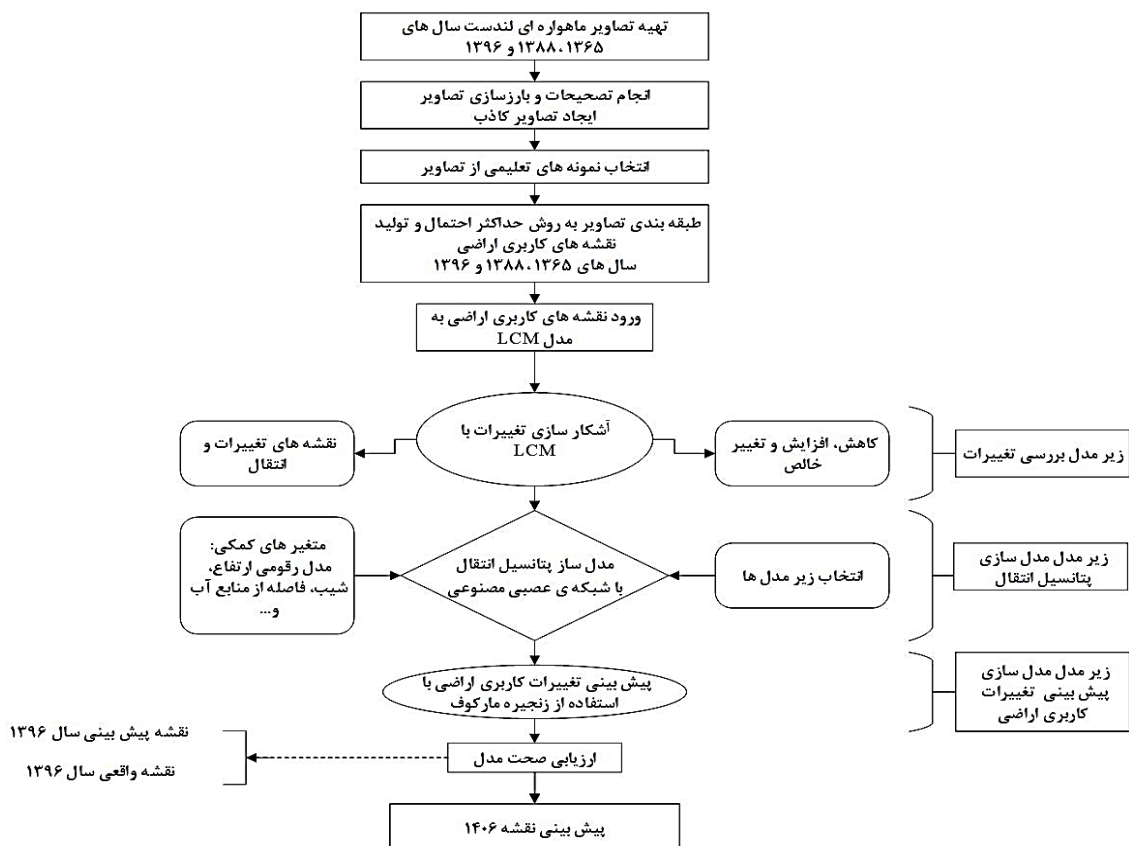 تهیه تصاویر ماهواره ای لندست سال های
۱۳۶۵، ۱۳۸۸ و ۱۳۹۶
انجام تصحیحات و بارزسازی تصاویر
ایجاد تصاویر کاذب
انتخاب نمونه های تعلیمی از تصاویر
طبقه بندی تصاویر به روش حداکثر احتمال و تولید
نقشه های کاربری اراضی
سال های ۱۳۶۵، ۱۳۸۸ و ۱۳۹۶
ورود نقشه های کاربری اراضی به
مدل LCM
زیر مدل بررسی تغییرات
کاهش، افزایش و تغییر
خالص
آشکار سازی تغییرات با
LCM
نقشه های تغییرات و
انتقال
زیر مدل مدل سازی
پتانسیل انتقال
انتخاب زیر مدل ها
مدل ساز پتانسیل انتقال
با شبکه ی عصبی مصنوعی
متغیر های کمکی:
مدل رقومی ارتفاع،
شیب، فاصله از منابع آب
و...
زیر مدل مدل سازی
پیش بینی تغییرات
کاربری اراضی
پیش بینی تغییرات کاربری اراضی با
استفاده از زنجیره مارکوف
ارزیابی صحت مدل
نقشه پیش بینی سال ۱۳۹۶
نقشه واقعی سال ۱۳۹۶
پیش بینی نقشه ۱۴۰۶